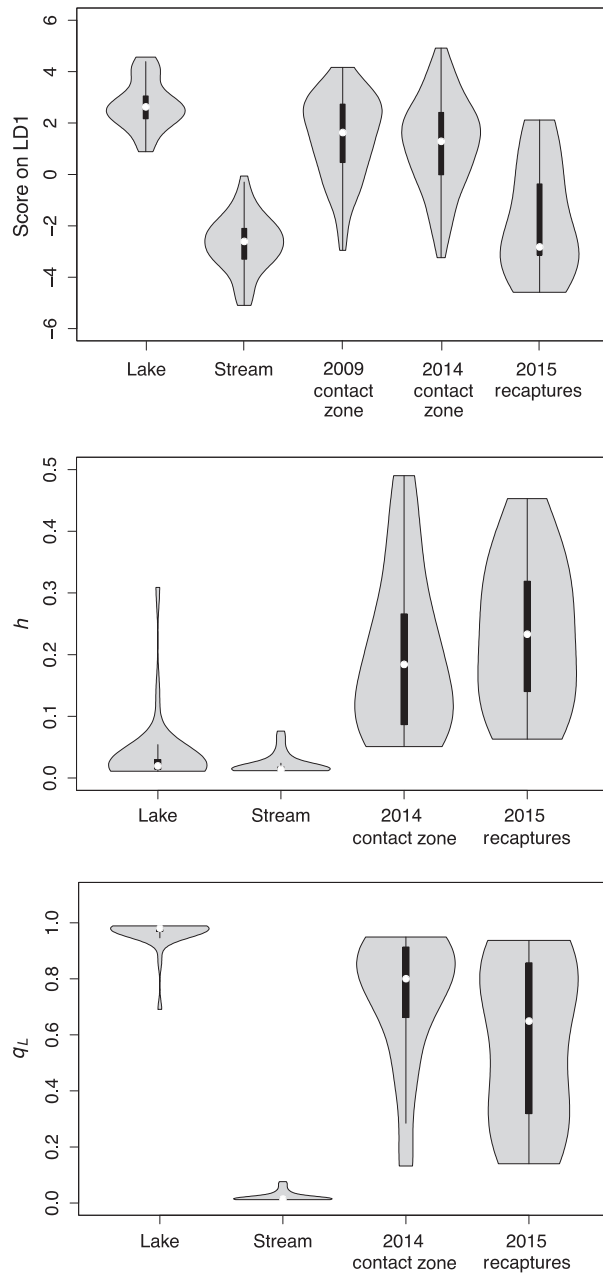 Score on LD1
6
4
2
0
−2
−4
−6
Lake
Stream
2009
contact
zone
2014
contact
zone
2015
recaptures
h
0.5
0.4
0.3
0.2
0.1
0.0
Lake
Stream
2014
contact zone
2015
recaptures
qL
1.0
0.8
0.6
0.4
0.2
0.0
Lake
Stream
2014
contact zone
2015
recaptures